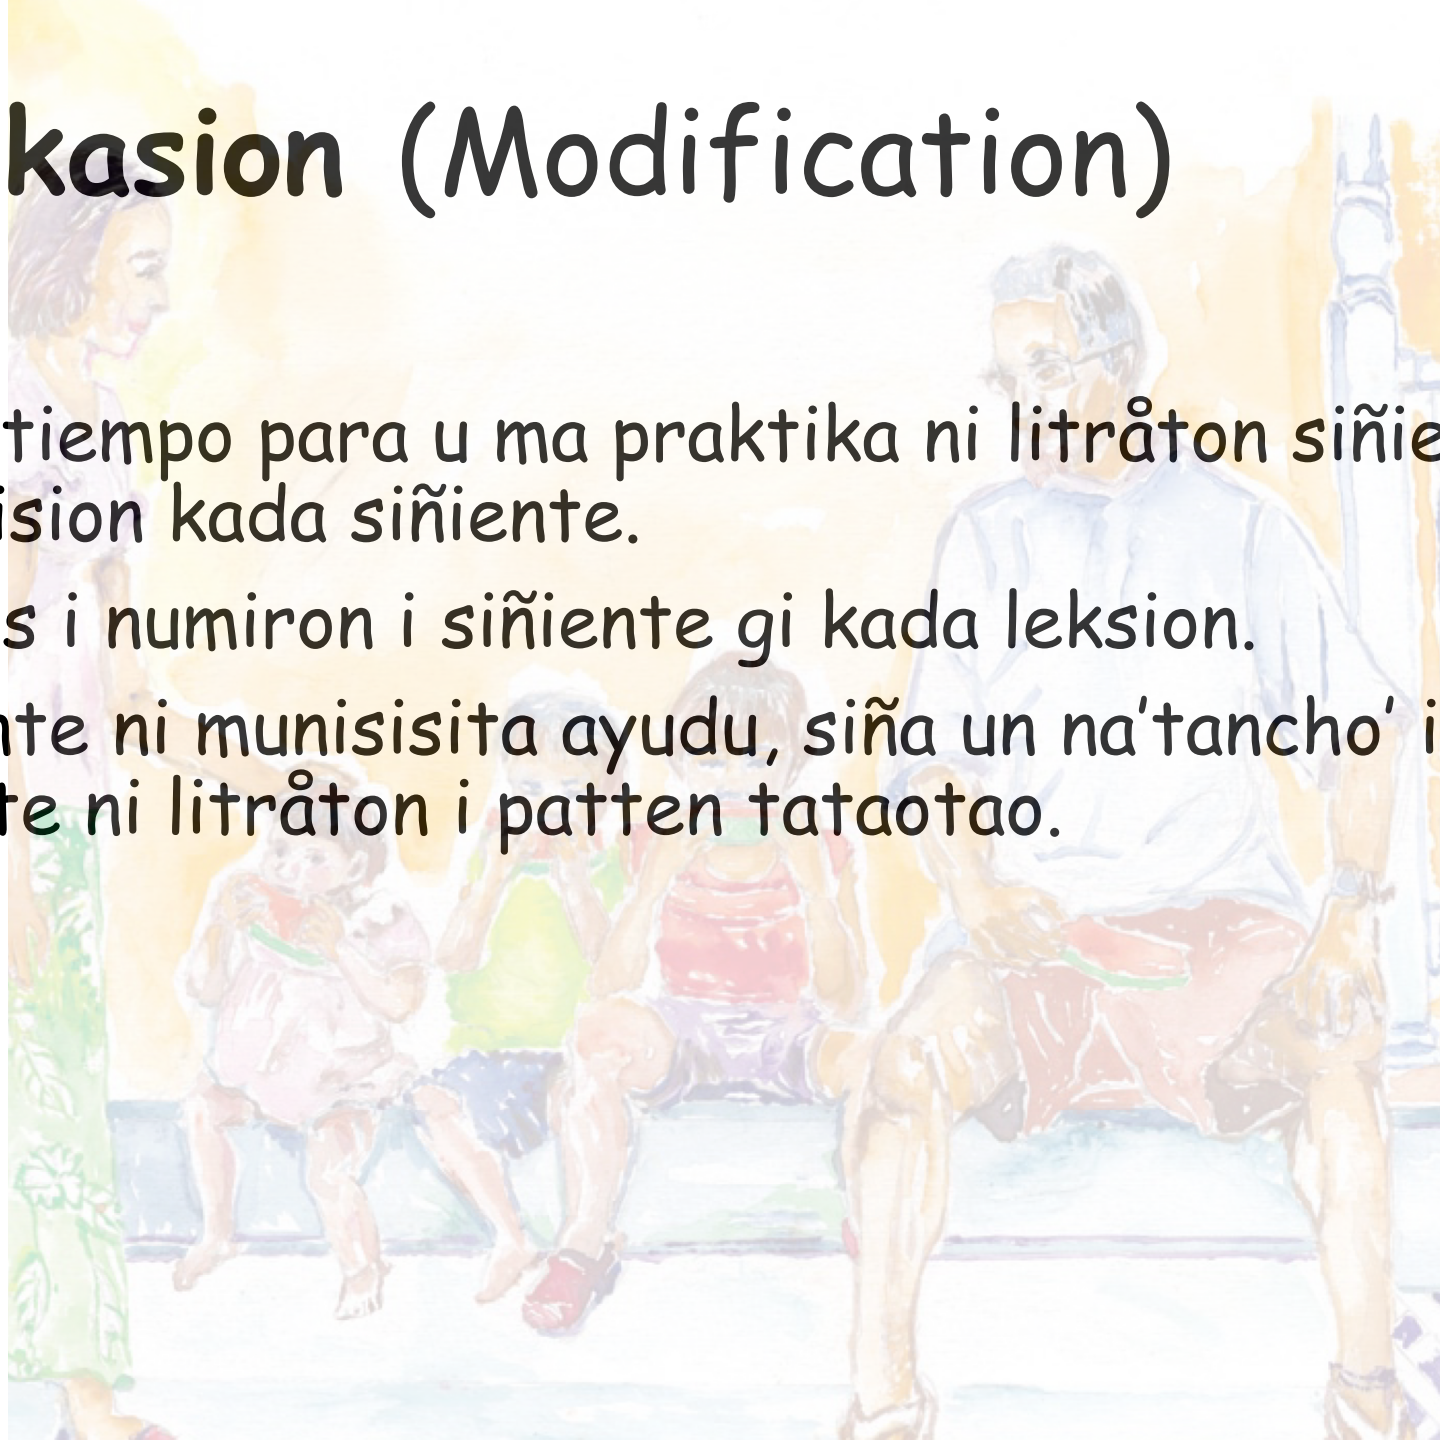 kasion (Modification)
tiempo para u ma praktika ni litråton siñie
ision kada siñiente.
s i numiron i siñiente gi kada leksion.
nte ni munisisita ayudu, siña un na’tancho’ i
te ni litråton i patten tataotao.